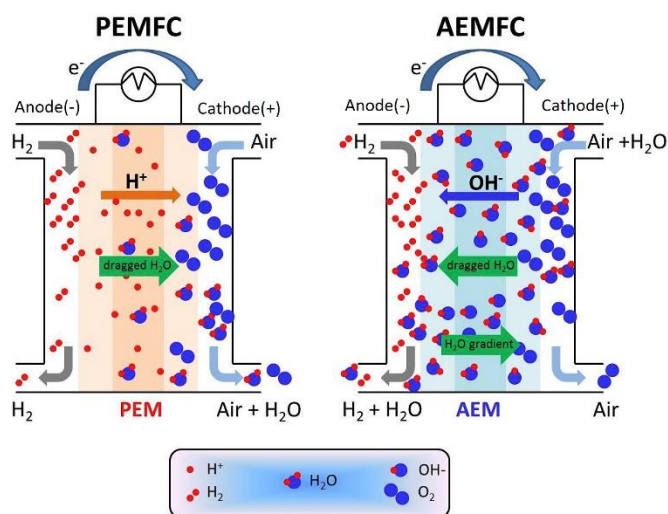 PEMFC
e⁻
Anode(-)
Cathode(+)
H₂
Air
H⁺
dragged H₂O
H₂
PEM
Air + H₂O
AEMFC
e⁻
Anode(-)
Cathode(+)
H₂
Air +H₂O
OH⁻
dragged H₂O
H₂O gradient
H₂ + H₂O
AEM
Air
H⁺
H₂
H₂O
OH-
O₂